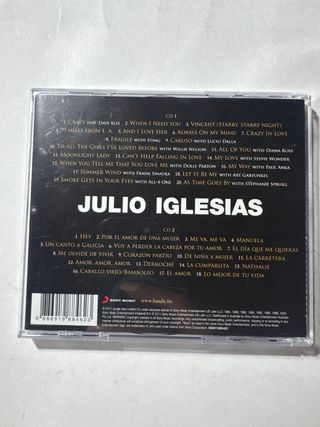 CD 1
1. Crazy feat. Dave Koz 2. When I Need You 3. Vincent (Starry, Starry Night)
4. 99 Miles From L. A. 5. And I Love Her 6. Always On My Mind 7. Crazy In Love
8. Fragile with Sting 9. Caruso with Lucio Dalla
10. To All The Girls I've Loved Before with Willie Nelson 11. All Of You with Diana Ross
12. Moonlight Lady 13. Can't Help Falling In Love 14. My Love with Stevie Wonder
15. When You Tell Me That You Love Me with Dolly Parton 16. My Way with Paul Anka
17. Summer Wind with Frank Sinatra 18. Let It Be Me with Art Garfunkel
19. Smoke Gets In Your Eyes with All-4-One 20. As Time Goes By with Stephanie Spruill
JULIO IGLESIAS
CD 2
1. Hey 2. Por el amor de una mujer 3. Me va, me va 4. Manuela
5. Un canto a Galicia 6. Voy a perder la cabeza por tu amor 7. El día que me quieras
8. Me olvidé de vivir 9. Corazón partío 10. De niña a mujer 11. La carretera
12. Amor, amor, amor 13. Derroche 14. La cumparsita 15. Nathalie
16. Caballo viejo/Bamboleo 17. El amor 18. Lo mejor de tu vida
SONY MUSIC
0 888919 884623